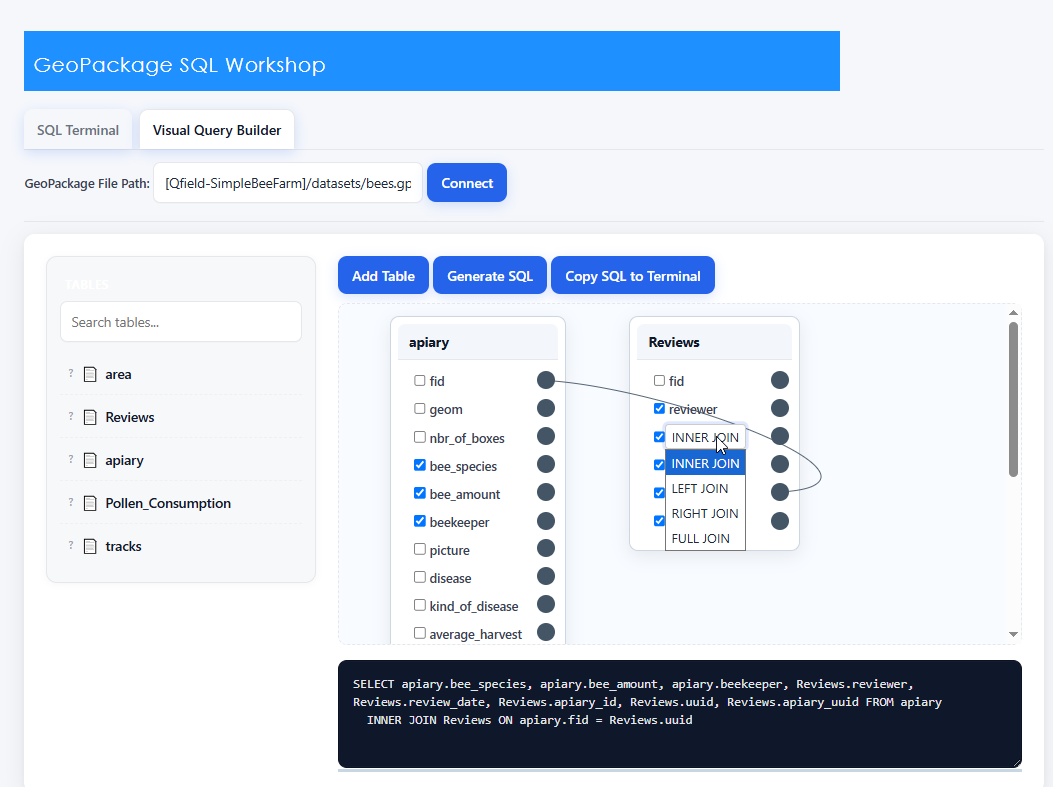 GeoPackage SQL Workshop
SQL Terminal
Visual Query Builder
GeoPackage File Path:
[Qfield-SimpleBeeFarm]/datasets/bees.gp
Connect
TABLES
Search tables...
? area
? Reviews
? apiary
? Pollen_Consumption
? tracks
Add Table
Generate SQL
Copy SQL to Terminal
apiary
fid
geom
nbr_of_boxes
bee_species
bee_amount
beekeeper
picture
disease
kind_of_disease
average_harvest
Reviews
fid
reviewer
INNER JOIN
INNER JOIN
LEFT JOIN
RIGHT JOIN
FULL JOIN
SELECT apiary.bee_species, apiary.bee_amount, apiary.beekeeper, Reviews.reviewer,
Reviews.review_date, Reviews.apiary_id, Reviews.uuid, Reviews.apiary_uuid FROM apiary
INNER JOIN Reviews ON apiary.fid = Reviews.uuid